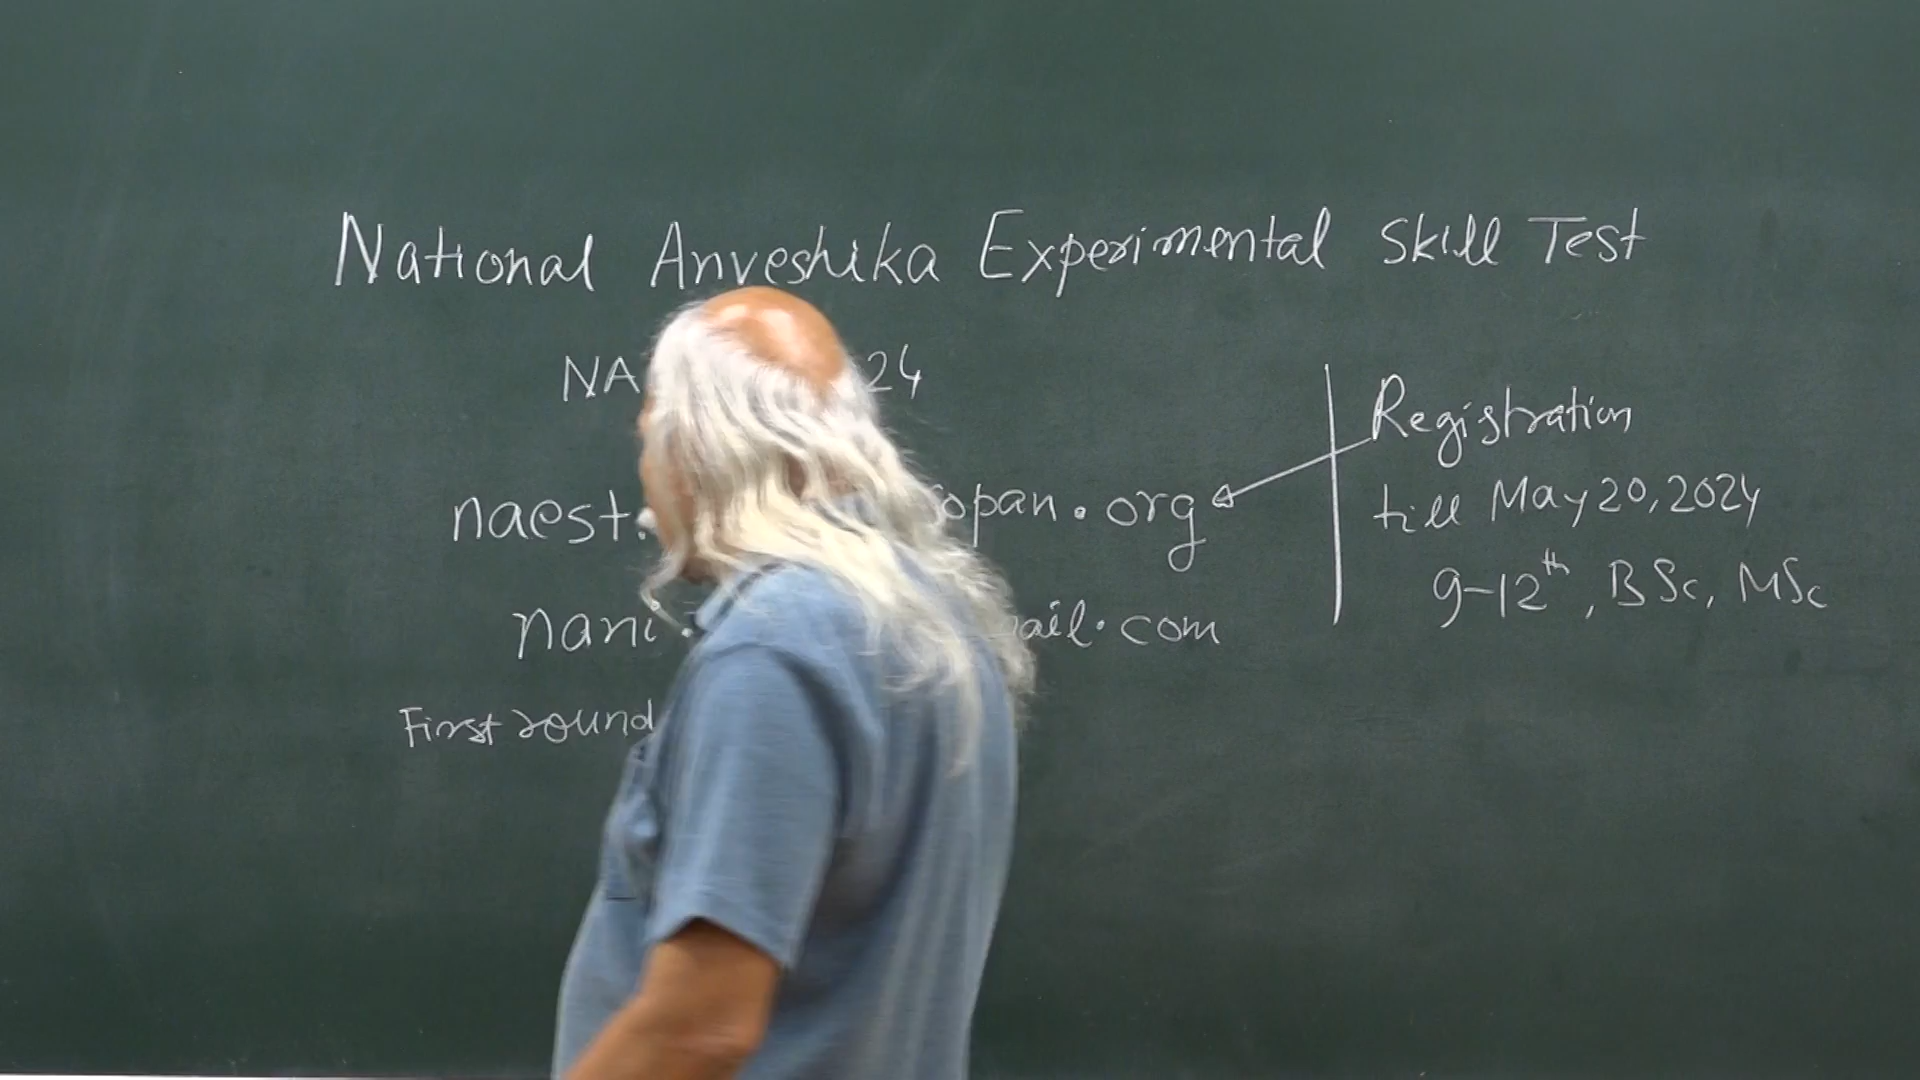 National Anveshika Experimental Skill Test
NA 24
naest. opan.org
nani. ail.com
First round
Registration
till May 20, 2024
9-12th, BSc, MSc